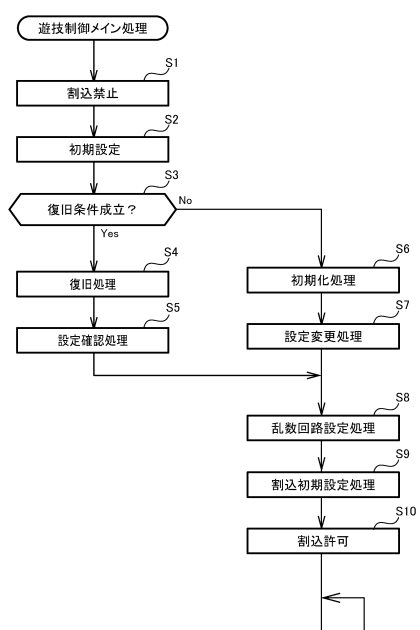 遊技制御メイン処理
S1
割込禁止
S2
初期設定
S3
復旧条件成立？
No
Yes
S4
復旧処理
S5
設定確認処理
S6
初期化処理
S7
設定変更処理
S8
乱数回路設定処理
S9
割込初期設定処理
S10
割込許可